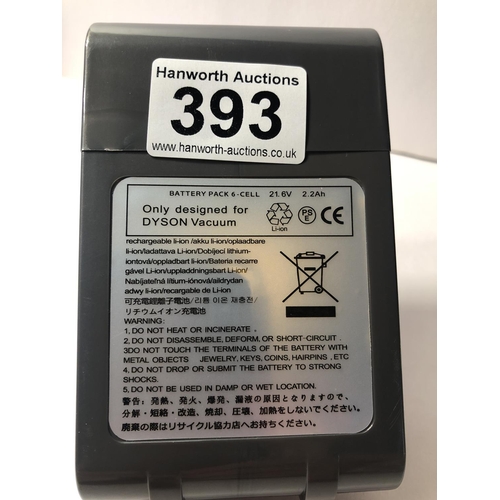 Hanworth Auctions
393
www.hanworth-auctions.co.uk
BATTERY PACK 6-CELL 21.6V 2.2Ah
Only designed for
DYSON Vacuum
Li-ion
PSE
CE
rechargeable li-ion /akku li-ion/oplaadbare
li-ion/ladattava Li-ion/Dobíjecí lithium-
iontová/oppladbart li-ion/Bateria recarre
gável Li-ion/uppladdningsbart Li-ion/
Nabíjateľná lítium-iónová/aildrydan
adwy li-ion/recargable de Li-ion
可充電鋰離子電池/리튬 이온 재충전/
リチウムイオン充電池
WARNING:
1. DO NOT HEAT OR INCINERATE.
2. DO NOT DISASSEMBLE, DEFORM, OR SHORT-CIRCUIT.
3DO NOT TOUCH THE TERMINALS OF THE BATTERY WITH
METAL OBJECTS JEWELRY, KEYS, COINS, HAIRPINS , ETC
4. DO NOT DROP OR SUBMIT THE BATTERY TO STRONG
SHOCKS.
5. DO NOT BE USED IN DAMP OR WET LOCATION.
警告：発熱、発火、爆発、漏液の原因となりますので、
分解・短絡・改造、焼却、圧壊、加熱をしないでください。
廃棄の際はリサイクル協力店へお出しください